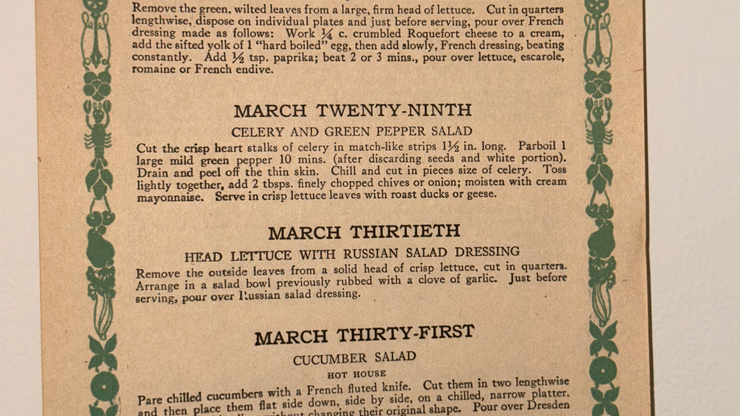 Remove the green, wilted leaves from a large, firm head of lettuce. Cut in quarters
lengthwise, dispose on individual plates and just before serving, pour over French
dressing made as follows: Work ¼ c. crumbled Roquefort cheese to a cream,
add the sifted yolk of 1 "hard boiled" egg, then add slowly, French dressing, beating
constantly. Add ½ tsp. paprika; beat 2 or 3 mins., pour over lettuce, escarole,
romaine or French endive.
MARCH TWENTY-NINTH
CELERY AND GREEN PEPPER SALAD
Cut the crisp heart stalks of celery in match-like strips 1½ in. long. Parboil 1
large mild green pepper 10 mins. (after discarding seeds and white portion).
Drain and peel off the thin skin. Chill and cut in pieces size of celery. Toss
lightly together, add 2 tbsps. finely chopped chives or onion; moisten with cream
mayonnaise. Serve in crisp lettuce leaves with roast ducks or geese.
MARCH THIRTIETH
HEAD LETTUCE WITH RUSSIAN SALAD DRESSING
Remove the outside leaves from a solid head of crisp lettuce, cut in quarters.
Arrange in a salad bowl previously rubbed with a clove of garlic. Just before
serving, pour over Russian salad dressing.
MARCH THIRTY-FIRST
CUCUMBER SALAD
HOT HOUSE
Pare chilled cucumbers with a French fluted knife. Cut them in two lengthwise
and then place them flat side down, side by side, on a chilled, narrow platter,
without changing their original shape. Pour over Dresden